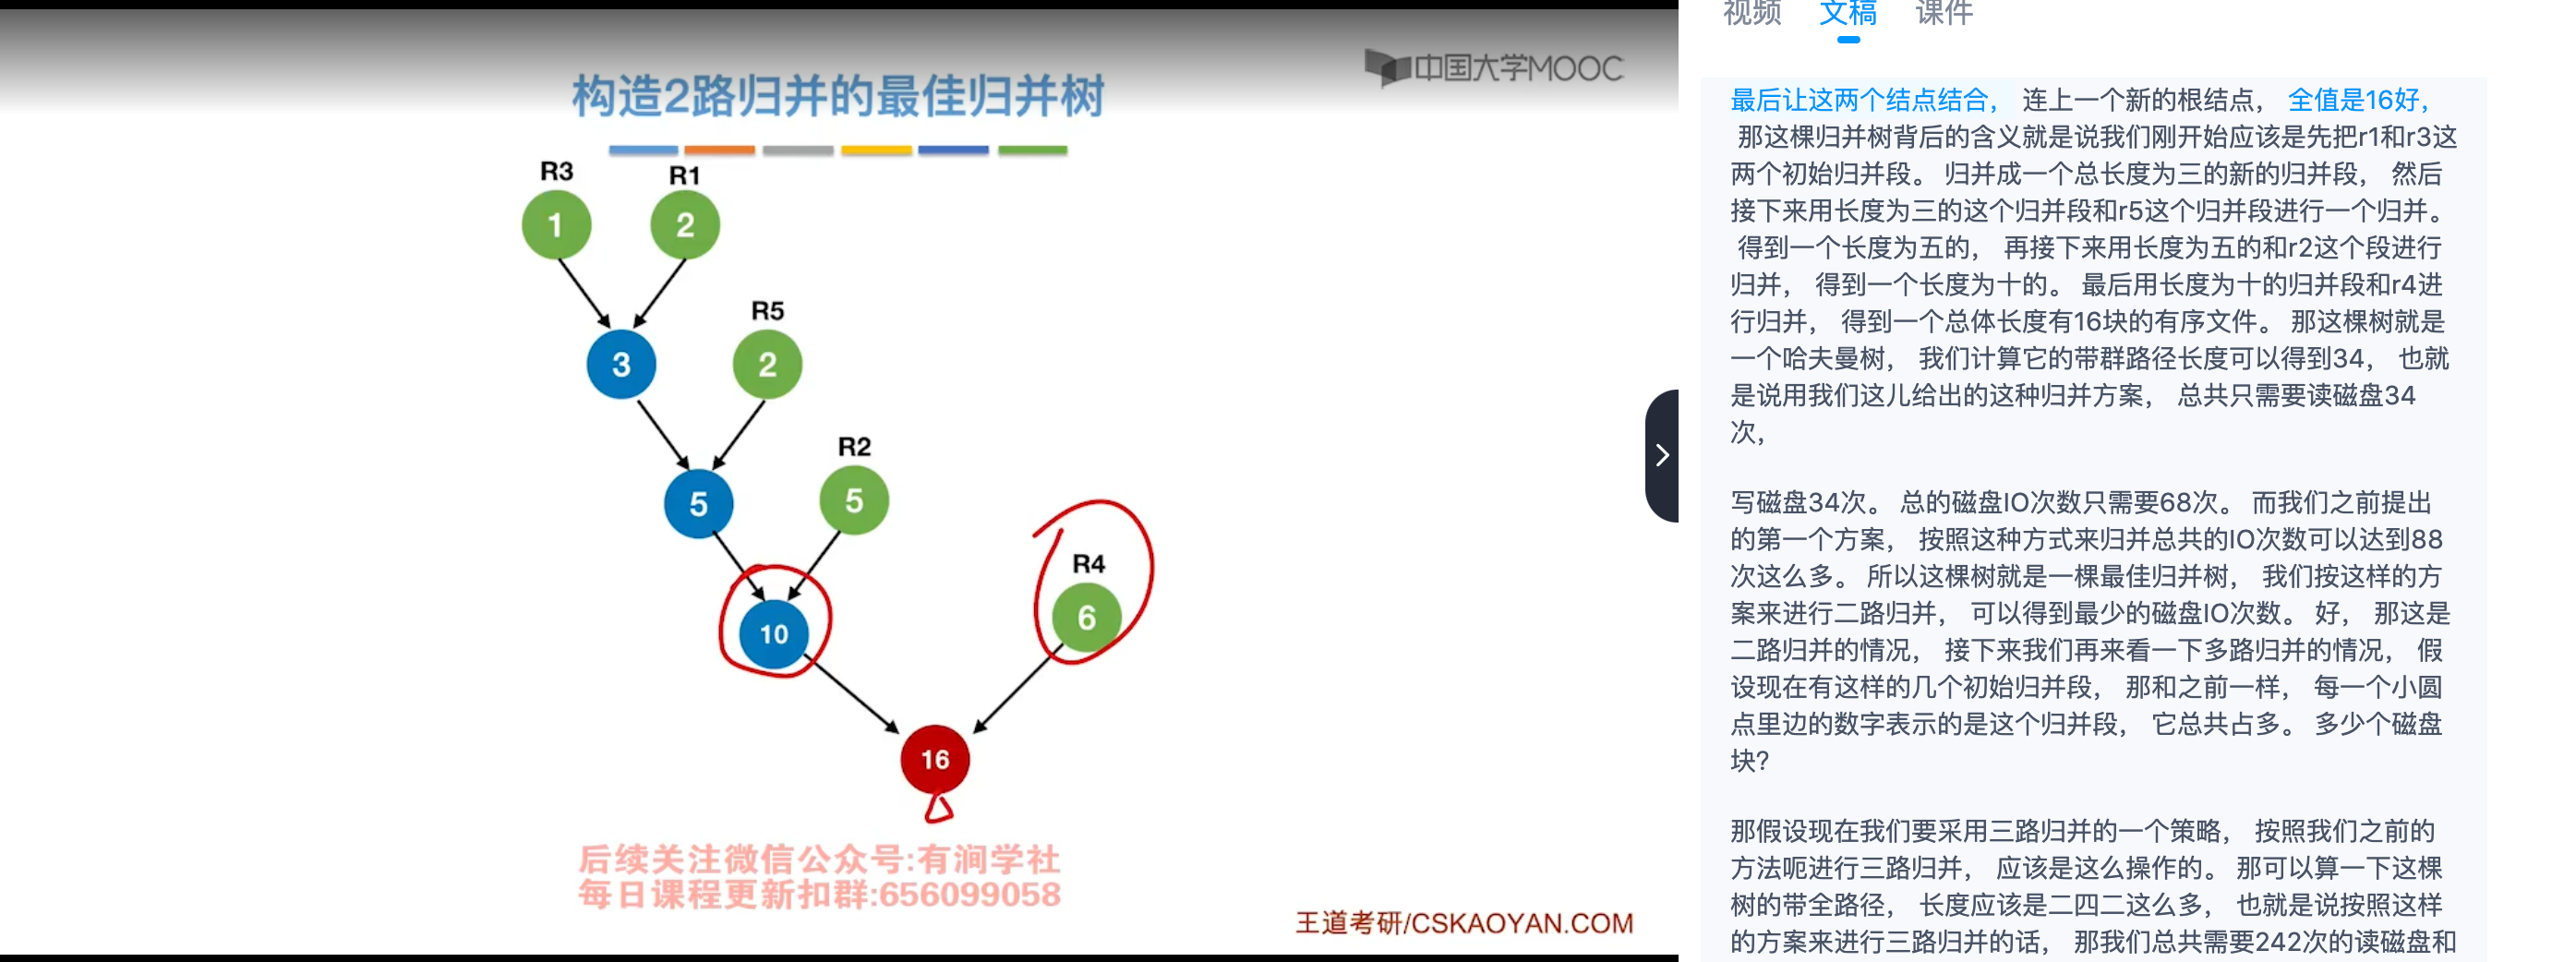 中国大学MOOC
构造2路归并的最佳归并树
R3
R1
1
2
R5
3
2
R2
5
5
R4
10
6
16
后续关注微信公众号:有涧学社
每日课程更新扣群:656099058
王道考研/CSKAOYAN.COM
视频 文稿 课件
最后让这两个结点结合， 连上一个新的根结点， 全值是16好，
那这棵归并树背后的含义就是说我们刚开始应该是先把r1和r3这
两个初始归并段。 归并成一个总长度为三的新的归并段， 然后
接下来用长度为三的这个归并段和r5这个归并段进行一个归并。
得到一个长度为五的， 再接下来用长度为五的和r2这个段进行
归并， 得到一个长度为十的。 最后用长度为十的归并段和r4进
行归并， 得到一个总体长度有16块的有序文件。 那这棵树就是
一个哈夫曼树， 我们计算它的带群路径长度可以得到34， 也就
是说用我们这儿给出的这种归并方案， 总共只需要读磁盘34
次，
写磁盘34次。 总的磁盘IO次数只需要68次。 而我们之前提出
的第一个方案， 按照这种方式来归并总共的IO次数可以达到88
次这么多。 所以这棵树就是一棵最佳归并树， 我们按这样的方
案来进行二路归并， 可以得到最少的磁盘IO次数。 好， 那这是
二路归并的情况， 接下来我们再来看一下多路归并的情况， 假
设现在有这样的几个初始归并段， 那和之前一样， 每一个小圆
点里边的数字表示的是这个归并段， 它总共占多。 多少个磁盘
块?
那假设现在我们要采用三路归并的一个策略， 按照我们之前的
方法呃进行三路归并， 应该是这么操作的。 那可以算一下这棵
树的带全路径， 长度应该是二四二这么多， 也就是说按照这样
的方案来进行三路归并的话， 那我们总共需要242次的读磁盘和